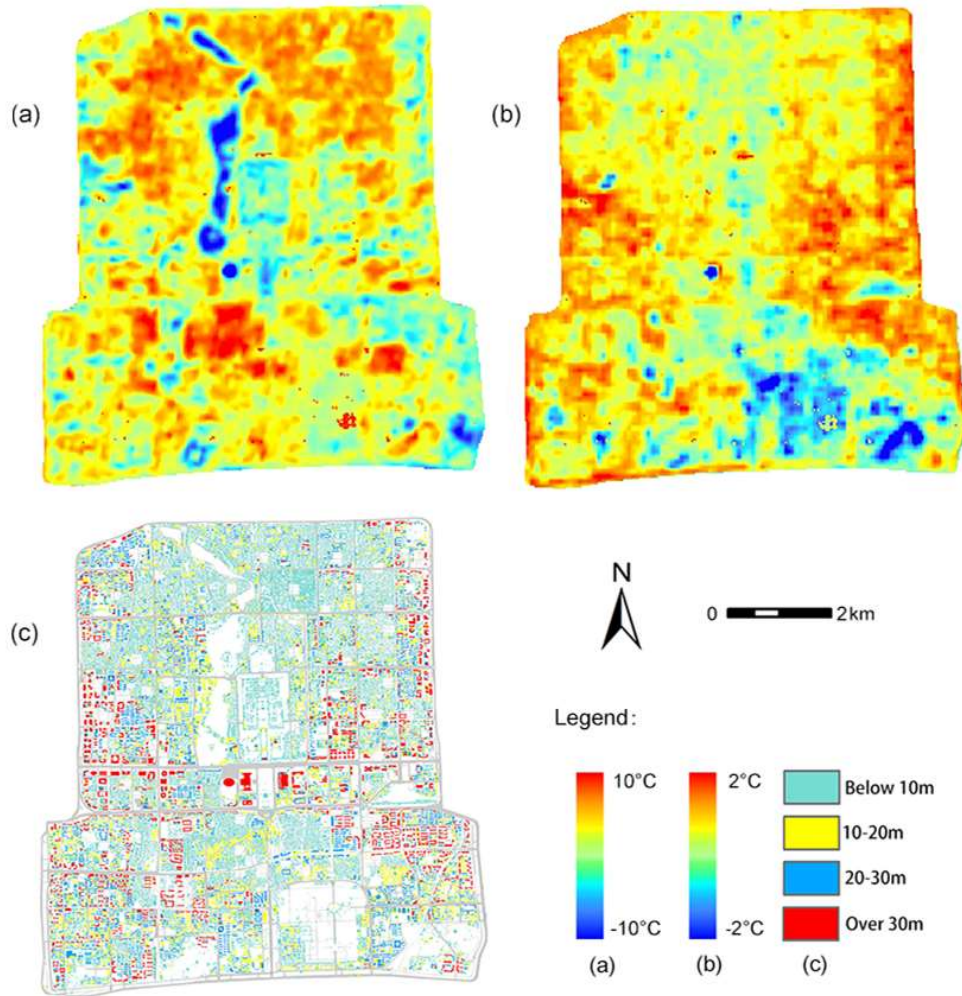 (a)
(b)
(c)
N
0 2km
Legend:
10°C
-10°C
(a)
2°C
-2°C
(b)
Below 10m
10-20m
20-30m
Over 30m
(c)